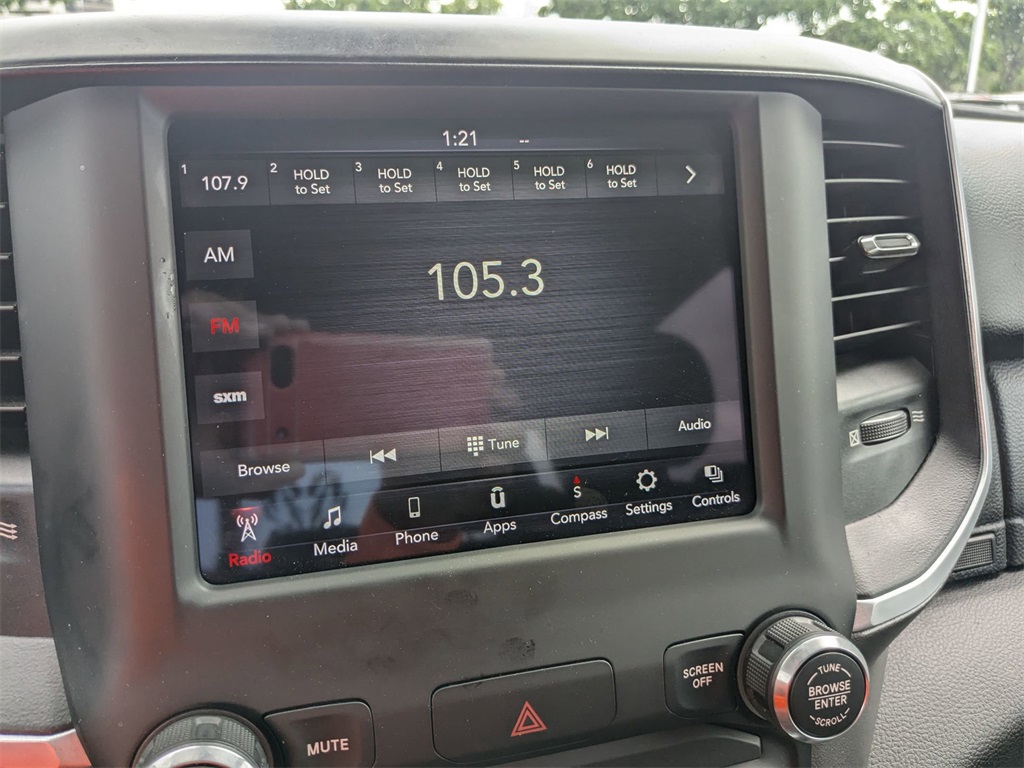 1:21 --
1 107.9 2 HOLD to Set 3 HOLD to Set 4 HOLD to Set 5 HOLD to Set 6 HOLD to Set
AM
105.3
FM
sxm
Browse Tune Audio
Radio Media Phone Apps S Compass Settings Controls
MUTE
SCREEN
OFF
TUNE
BROWSE
ENTER
SCROLL